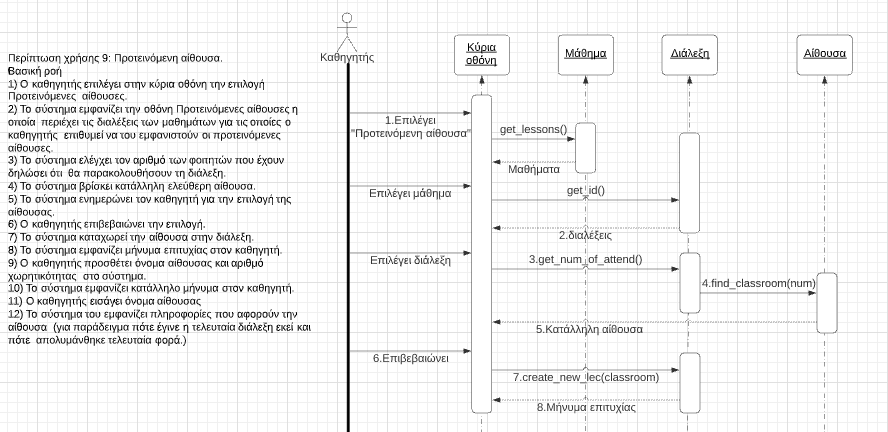 Περίπτωση χρήσης 9: Προτεινόμενη αίθουσα.
Βασική ροή
1) Ο καθηγητής επιλέγει στην κύρια οθόνη την επιλογή
Προτεινόμενες αίθουσες.
2) Το σύστημα εμφανίζει την οθόνη Προτεινόμενες αίθουσες η
οποία περιέχει τις διαλέξεις των μαθημάτων για τις οποίες ο
καθηγητής επιθυμεί να του εμφανιστούν οι προτεινόμενες
αίθουσες.
3) Το σύστημα ελέγχει τον αριθμό των φοιτητών που έχουν
δηλώσει ότι θα παρακολουθήσουν τη διάλεξη.
4) Το σύστημα βρίσκει κατάλληλη ελεύθερη αίθουσα.
5) Το σύστημα ενημερώνει τον καθηγητή για την επιλογή της
αίθουσας.
6) Ο καθηγητής επιβεβαιώνει την επιλογή.
7) Το σύστημα καταχωρεί την αίθουσα στην διάλεξη.
8) Το σύστημα εμφανίζει μήνυμα επιτυχίας στον καθηγητή.
9) Ο καθηγητής προσθέτει όνομα αίθουσας και αριθμό
χωρητικότητας στο σύστημα.
10) Το σύστημα εμφανίζει κατάλληλο μήνυμα στον καθηγητή.
11) Ο καθηγητής εισάγει όνομα αίθουσας
12) Το σύστημα του εμφανίζει πληροφορίες που αφορούν την
αίθουσα (για παράδειγμα πότε έγινε η τελευταία διάλεξη εκεί και
πότε απολυμάνθηκε τελευταία φορά.)
Καθηγητής
Κύρια
οθόνη
Μάθημα
Διάλεξη
Αίθουσα
1.Επιλέγει
"Προτεινόμενη αίθουσα"
get_lessons()
Μαθήματα
Επιλέγει μάθημα
get_id()
2.διαλέξεις
Επιλέγει διάλεξη
3.get_num_of_attend()
4.find_classroom(num)
5.Κατάλληλη αίθουσα
6.Επιβεβαιώνει
7.create_new_lec(classroom)
8.Μήνυμα επιτυχίας